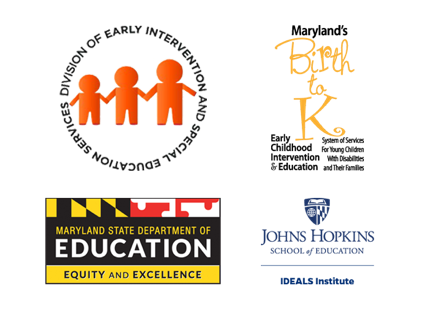 DIVISION OF EARLY INTERVENTION AND SPECIAL EDUCATION SERVICES
Maryland's
Birth
to
K
Early
Childhood
Intervention
& Education
System of Services
For Young Children
With Disabilities
and Their Families
MARYLAND STATE DEPARTMENT OF
EDUCATION
EQUITY AND EXCELLENCE
JOHNS HOPKINS
SCHOOL of EDUCATION
IDEALS Institute